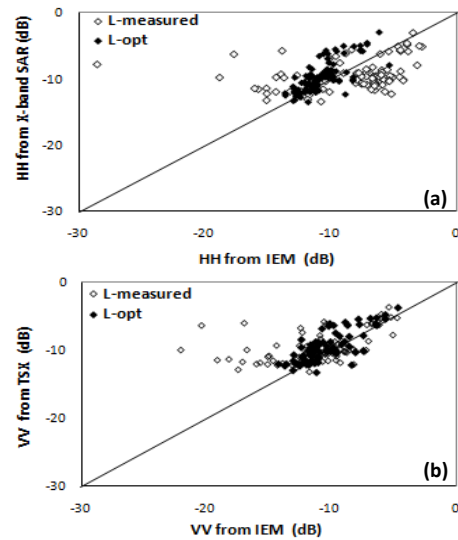 0
-10
-20
-30
HH from X-band SAR (dB)
L-measured
L-opt
(a)
-30 -20 -10 0
HH from IEM (dB)
0
-10
-20
-30
VV from TSX (dB)
L-measured
L-opt
(b)
-30 -20 -10 0
VV from IEM (dB)